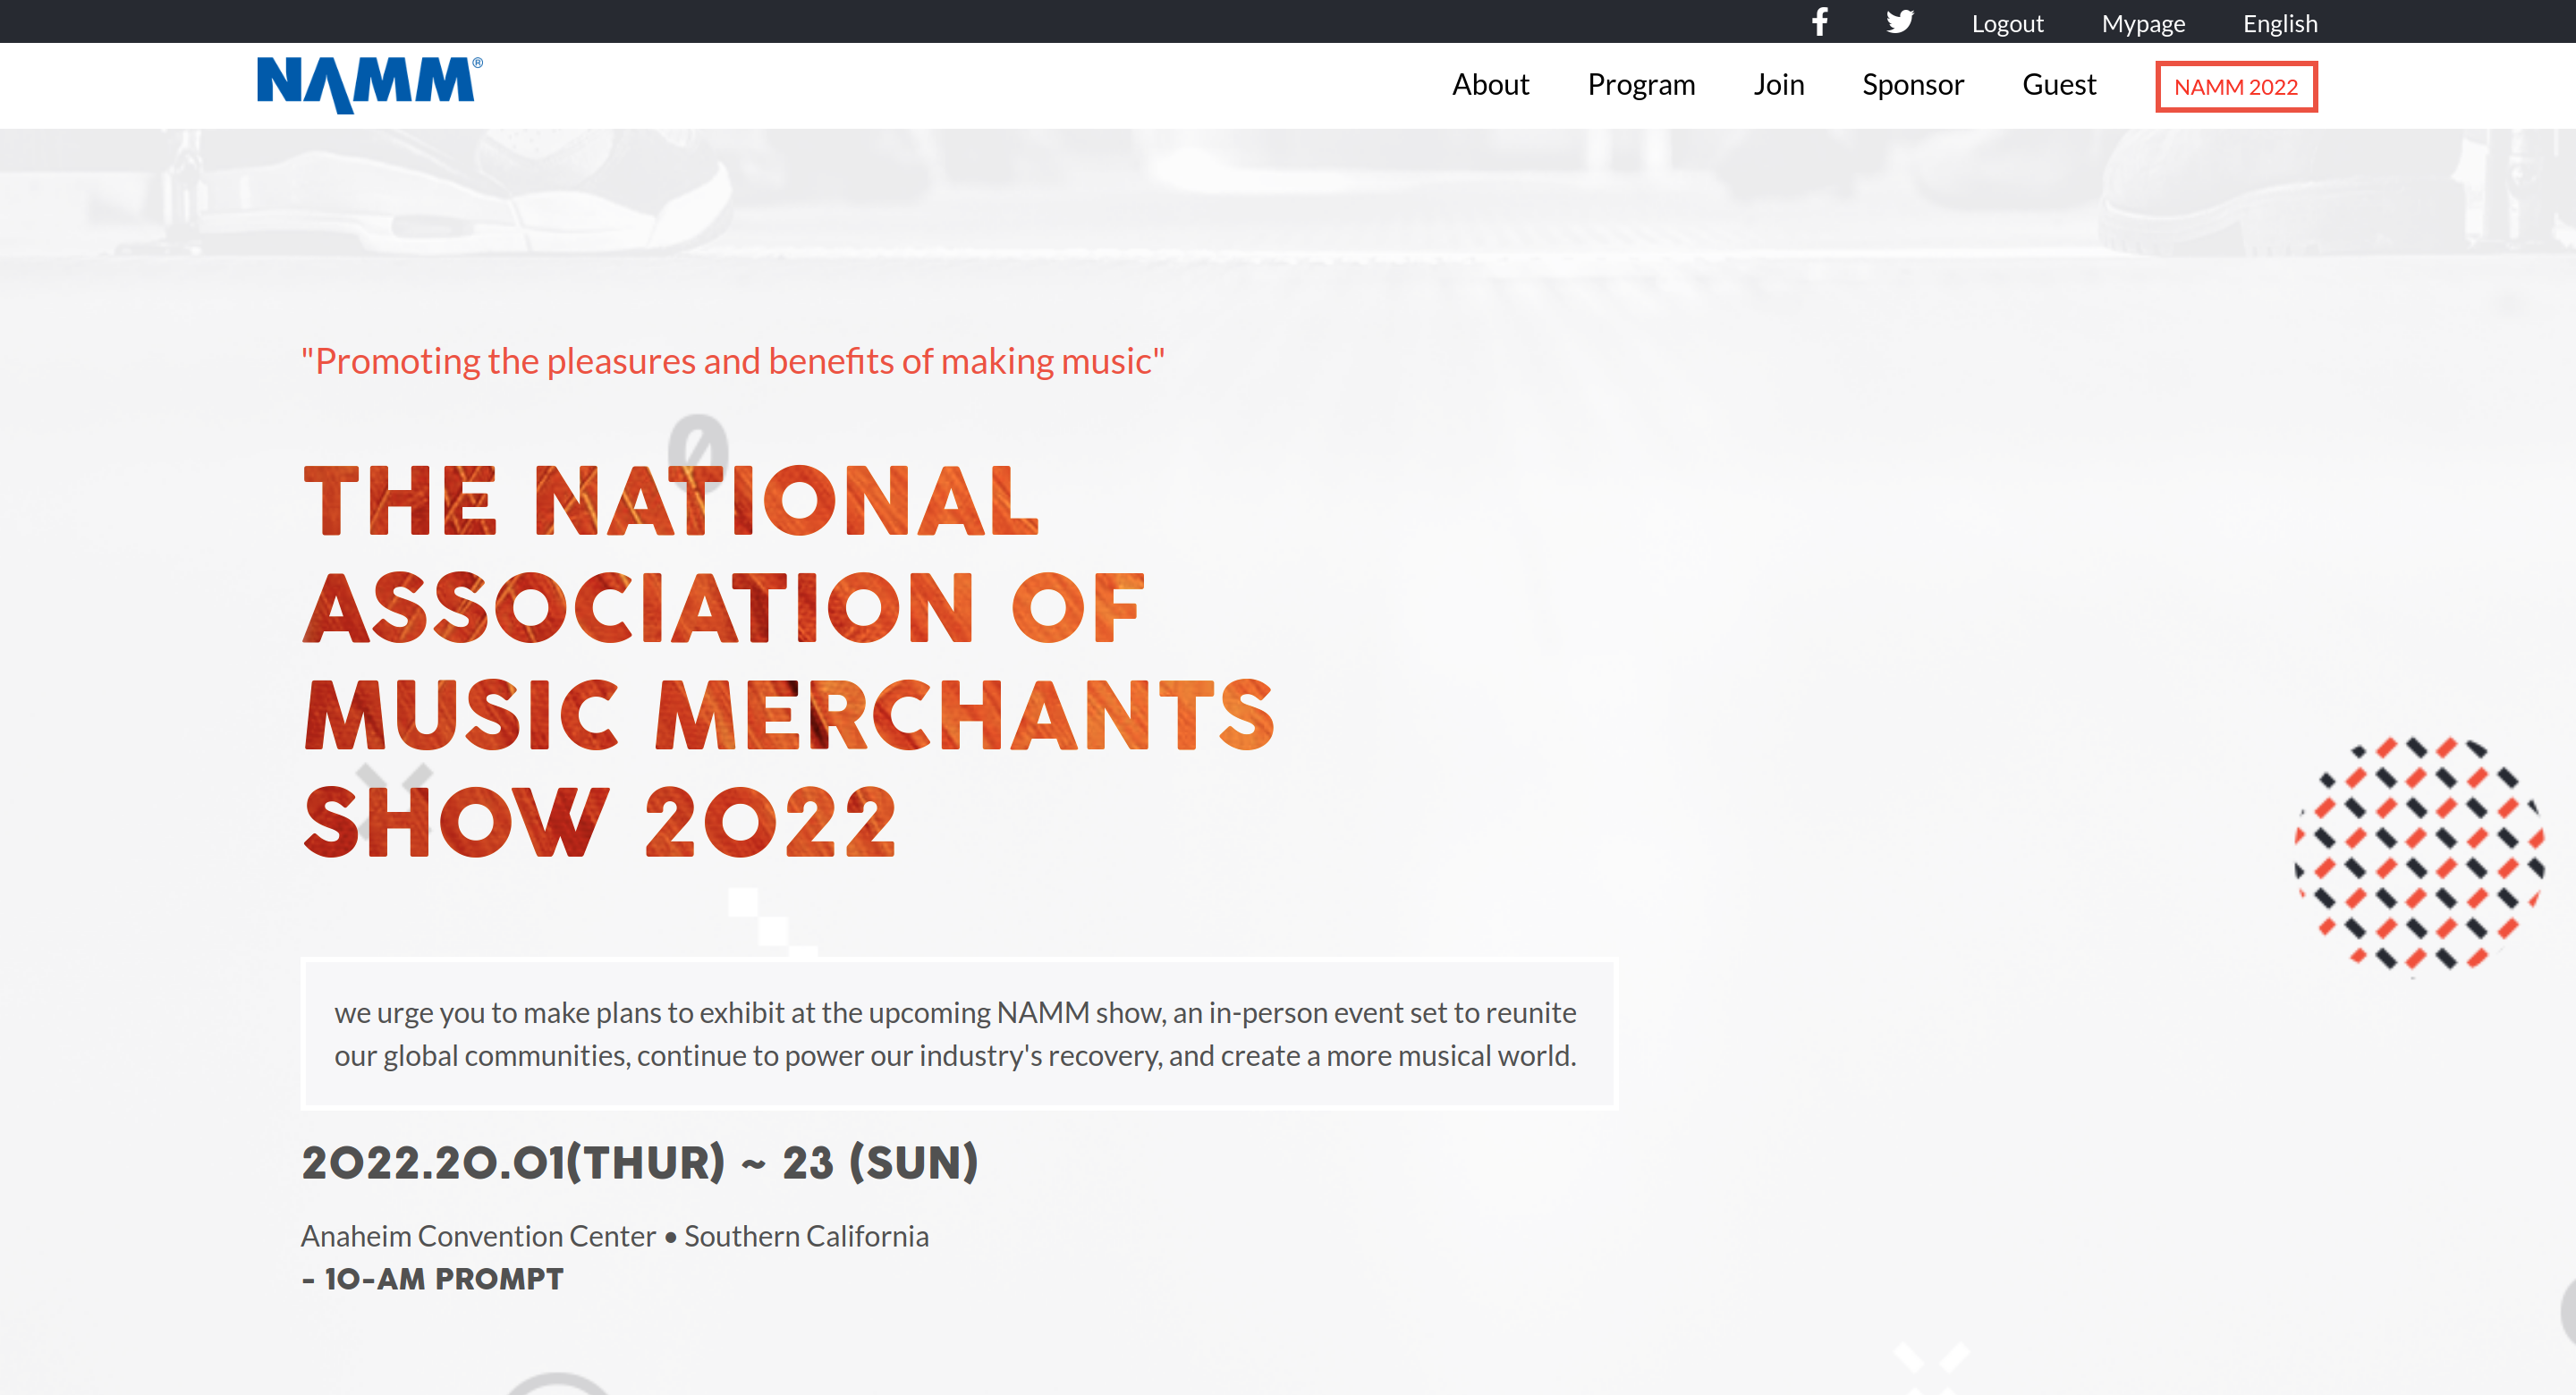 Logout Mypage English
NAMM®
About Program Join Sponsor Guest NAMM 2022
"Promoting the pleasures and benefits of making music"
0
THE NATIONAL
ASSOCIATION OF
MUSIC MERCHANTS
SHOW 2022
we urge you to make plans to exhibit at the upcoming NAMM show, an in-person event set to reunite
our global communities, continue to power our industry's recovery, and create a more musical world.
2022.20.01(THUR) ~ 23 (SUN)
Anaheim Convention Center • Southern California
- 10-AM PROMPT